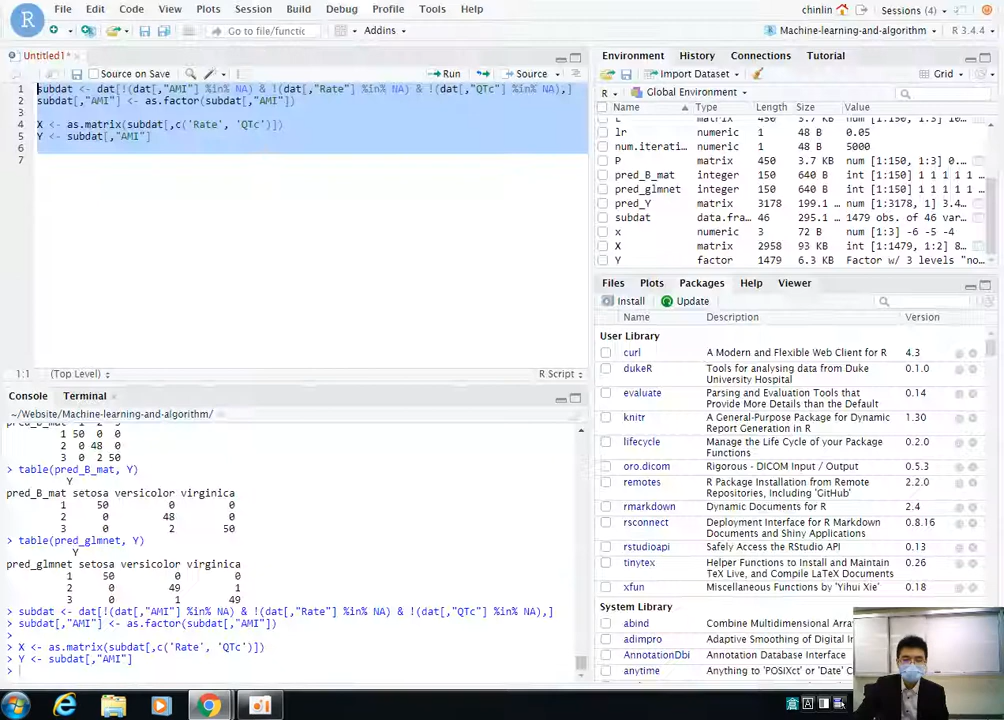 File Edit Code View Plots Session Build Debug Profile Tools Help
chinlin Sessions (4)
Go to file/functic Addins
Machine-learning-and-algorithm R 3.4.4
Untitled1*
Source on Save Run Source
1 subdat <- dat[!(dat[,"AMI"] %in% NA) & !(dat[,"Rate"] %in% NA) & !(dat[,"QTc"] %in% NA),]
2 subdat[,"AMI"] <- as.factor(subdat[,"AMI"])
3
4 X <- as.matrix(subdat[,c('Rate', 'QTc')])
5 Y <- subdat[,"AMI"]
6
7
1:1 (Top Level) R Script
Console Terminal
~/Website/Machine-learning-and-algorithm/
pred_B_mat 1 2 3
1 50 0 0
2 0 48 0
3 0 2 50
> table(pred_B_mat, Y)
Y
pred_B_mat setosa versicolor virginica
1 50 0 0
2 0 48 0
3 0 2 50
> table(pred_glmnet, Y)
Y
pred_glmnet setosa versicolor virginica
1 50 0 0
2 0 49 1
3 0 1 49
> subdat <- dat[!(dat[,"AMI"] %in% NA) & !(dat[,"Rate"] %in% NA) & !(dat[,"QTc"] %in% NA),]
> subdat[,"AMI"] <- as.factor(subdat[,"AMI"])
>
> X <- as.matrix(subdat[,c('Rate', 'QTc')])
> Y <- subdat[,"AMI"]
>
Environment History Connections Tutorial
Import Dataset Grid
R Global Environment
Name Type Length Size Value
L matrix 450 3.7 KB num [1:150, 1:3] 1...
lr numeric 1 48 B 0.05
num.iterati... numeric 1 48 B 5000
P matrix 450 3.7 KB num [1:150, 1:3] 0...
pred_B_mat integer 150 640 B int [1:150] 1 1 1 1 1 ...
pred_glmnet integer 150 640 B int [1:150] 1 1 1 1 1 ...
pred_Y matrix 3178 199.1 ... num [1:3178, 1] 3.4...
subdat data.fra... 46 295.1 ... 1479 obs. of 46 var...
x numeric 3 72 B num [1:3] -6 -5 -4
X matrix 2958 93 KB int [1:1479, 1:2] 8...
Y factor 1479 6.3 KB Factor w/ 3 levels "no...
Files Plots Packages Help Viewer
Install Update
Name Description Version
User Library
curl A Modern and Flexible Web Client for R 4.3
dukeR Tools for analysing data from Duke University Hospital 0.1.0
evaluate Parsing and Evaluation Tools that Provide More Details than the Default 0.14
knitr A General-Purpose Package for Dynamic Report Generation in R 1.30
lifecycle Manage the Life Cycle of your Package Functions 0.2.0
oro.dicom Rigorous - DICOM Input / Output 0.5.3
remotes R Package Installation from Remote Repositories, Including 'GitHub' 2.2.0
rmarkdown Dynamic Documents for R 2.4
rsconnect Deployment Interface for R Markdown Documents and Shiny Applications 0.8.16
rstudioapi Safely Access the RStudio API 0.13
tinytex Helper Functions to Install and Maintain TeX Live, and Compile LaTeX Documents 0.26
xfun Miscellaneous Functions by 'Yihui Xie' 0.18
System Library
abind Combine Multidimensional Array
adimpro Adaptive Smoothing of Digital I
AnnotationDbi Annotation Database Interface
anytime Anything to 'POSIXct' or 'Date' C